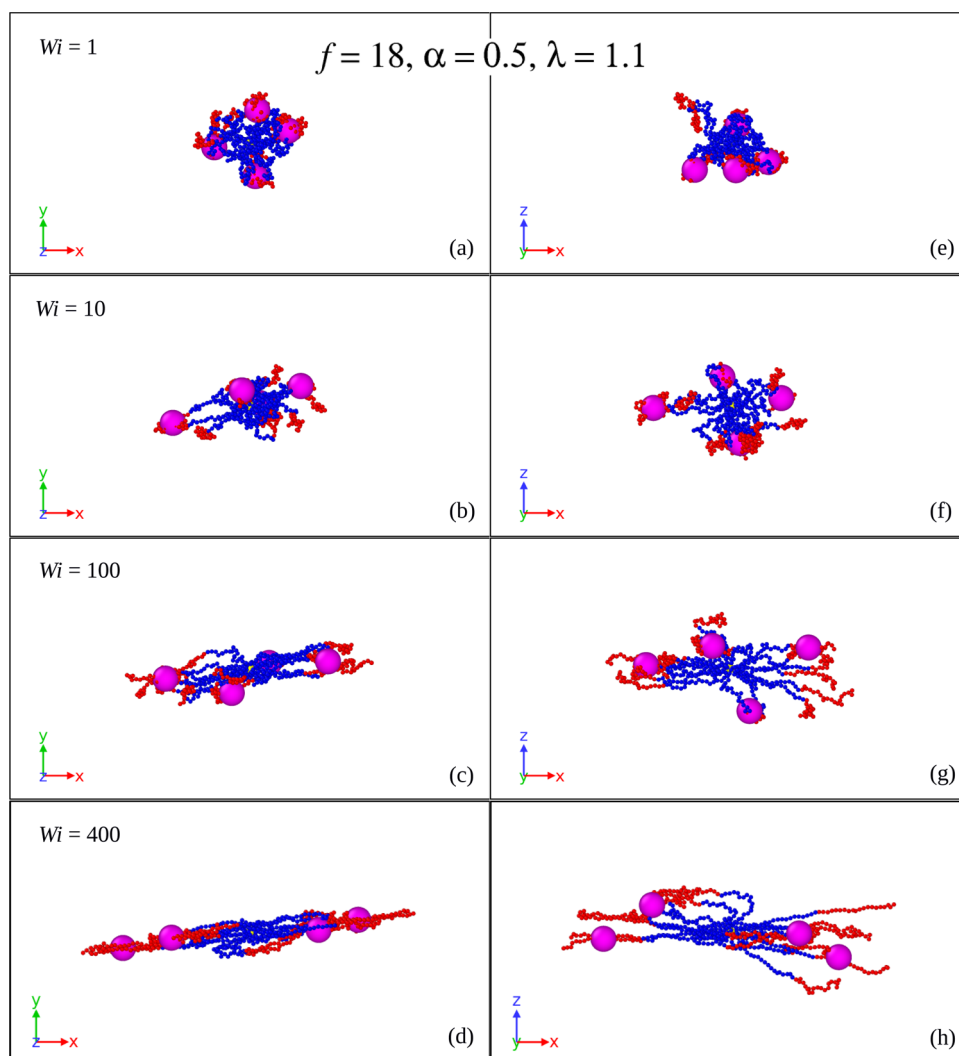 Wi = 1
f = 18, α = 0.5, λ = 1.1
y
z x
(a)
z
y x
(e)
Wi = 10
y
z x
(b)
z
y x
(f)
Wi = 100
y
z x
(c)
z
y x
(g)
Wi = 400
y
z x
(d)
z
y x
(h)